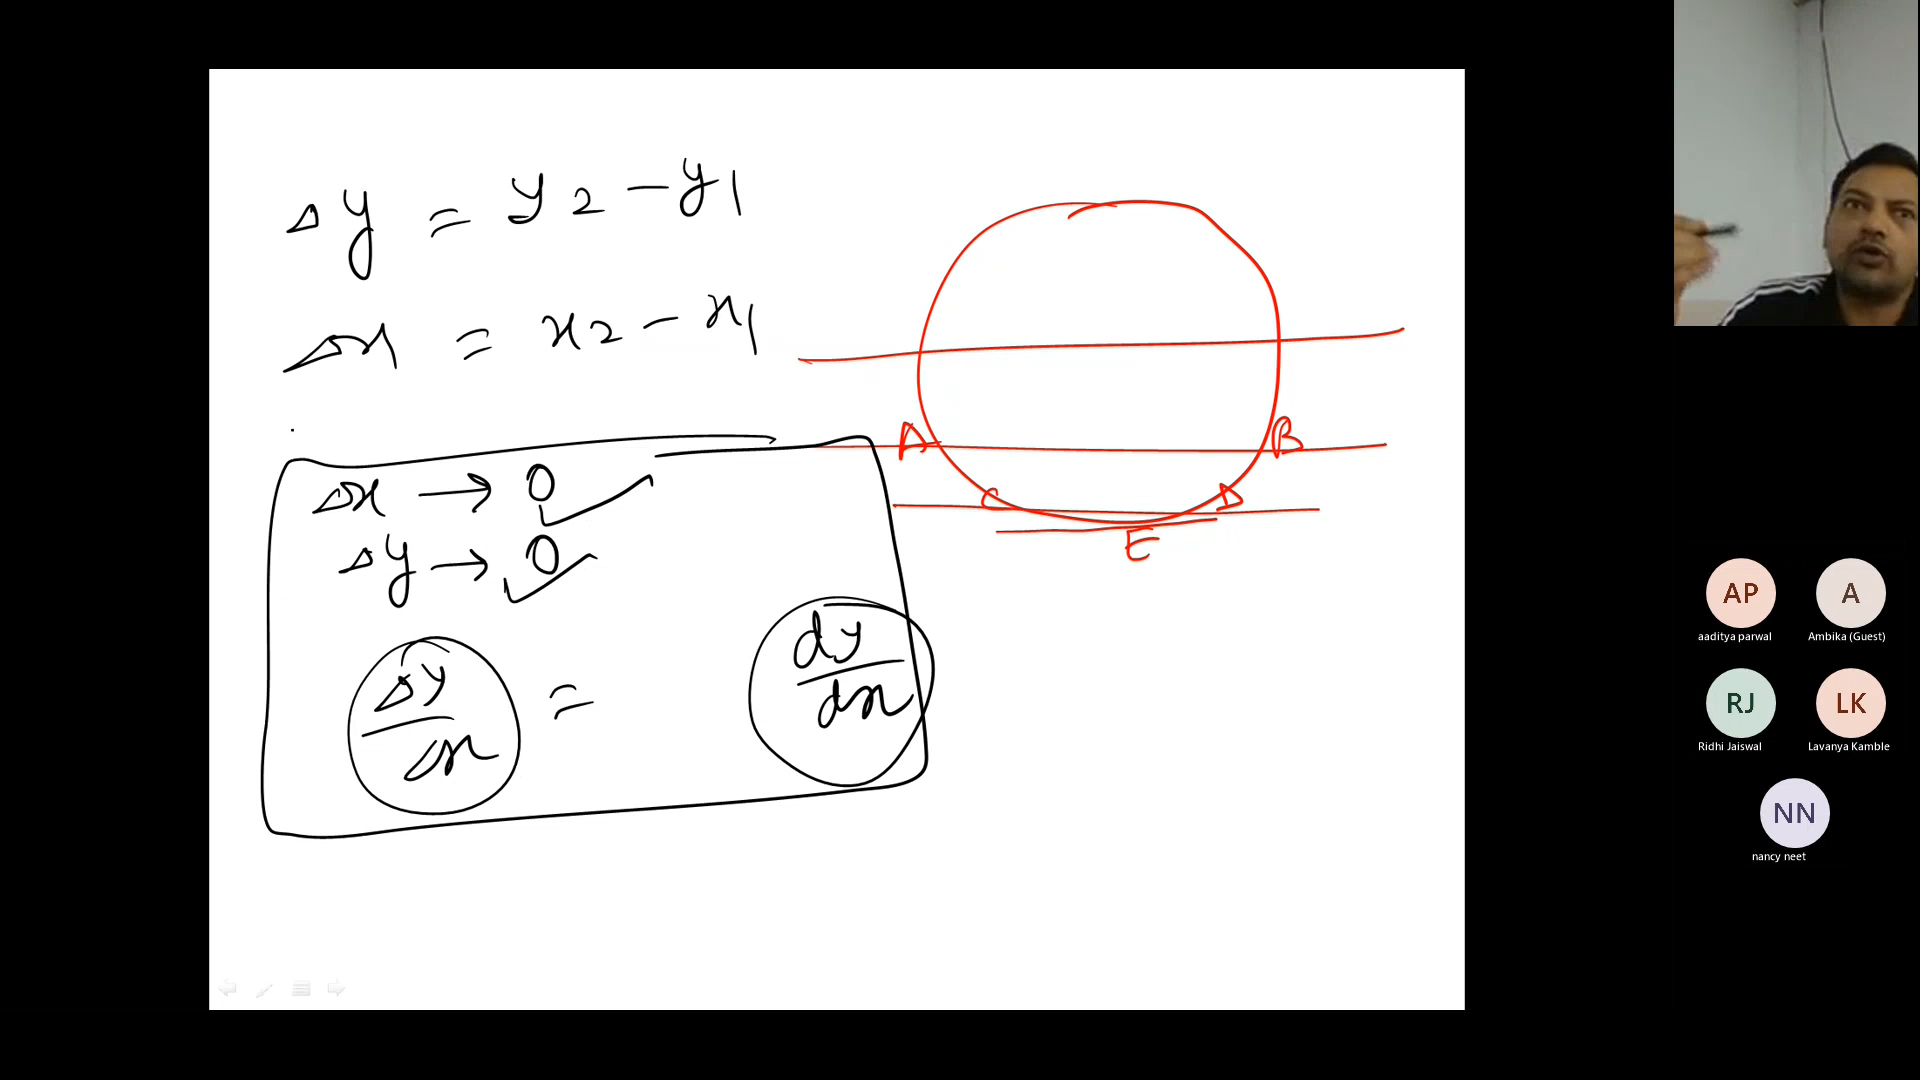 Δy = y2 - y1
Δx = x2 - x1
Δx → 0
Δy → 0
Δy/Δx = dy/dx
A B
C D
E
AP A
aaditya parwal Ambika (Guest)
RJ LK
Ridhi Jaiswal Lavanya Kamble
NN
nancy neet